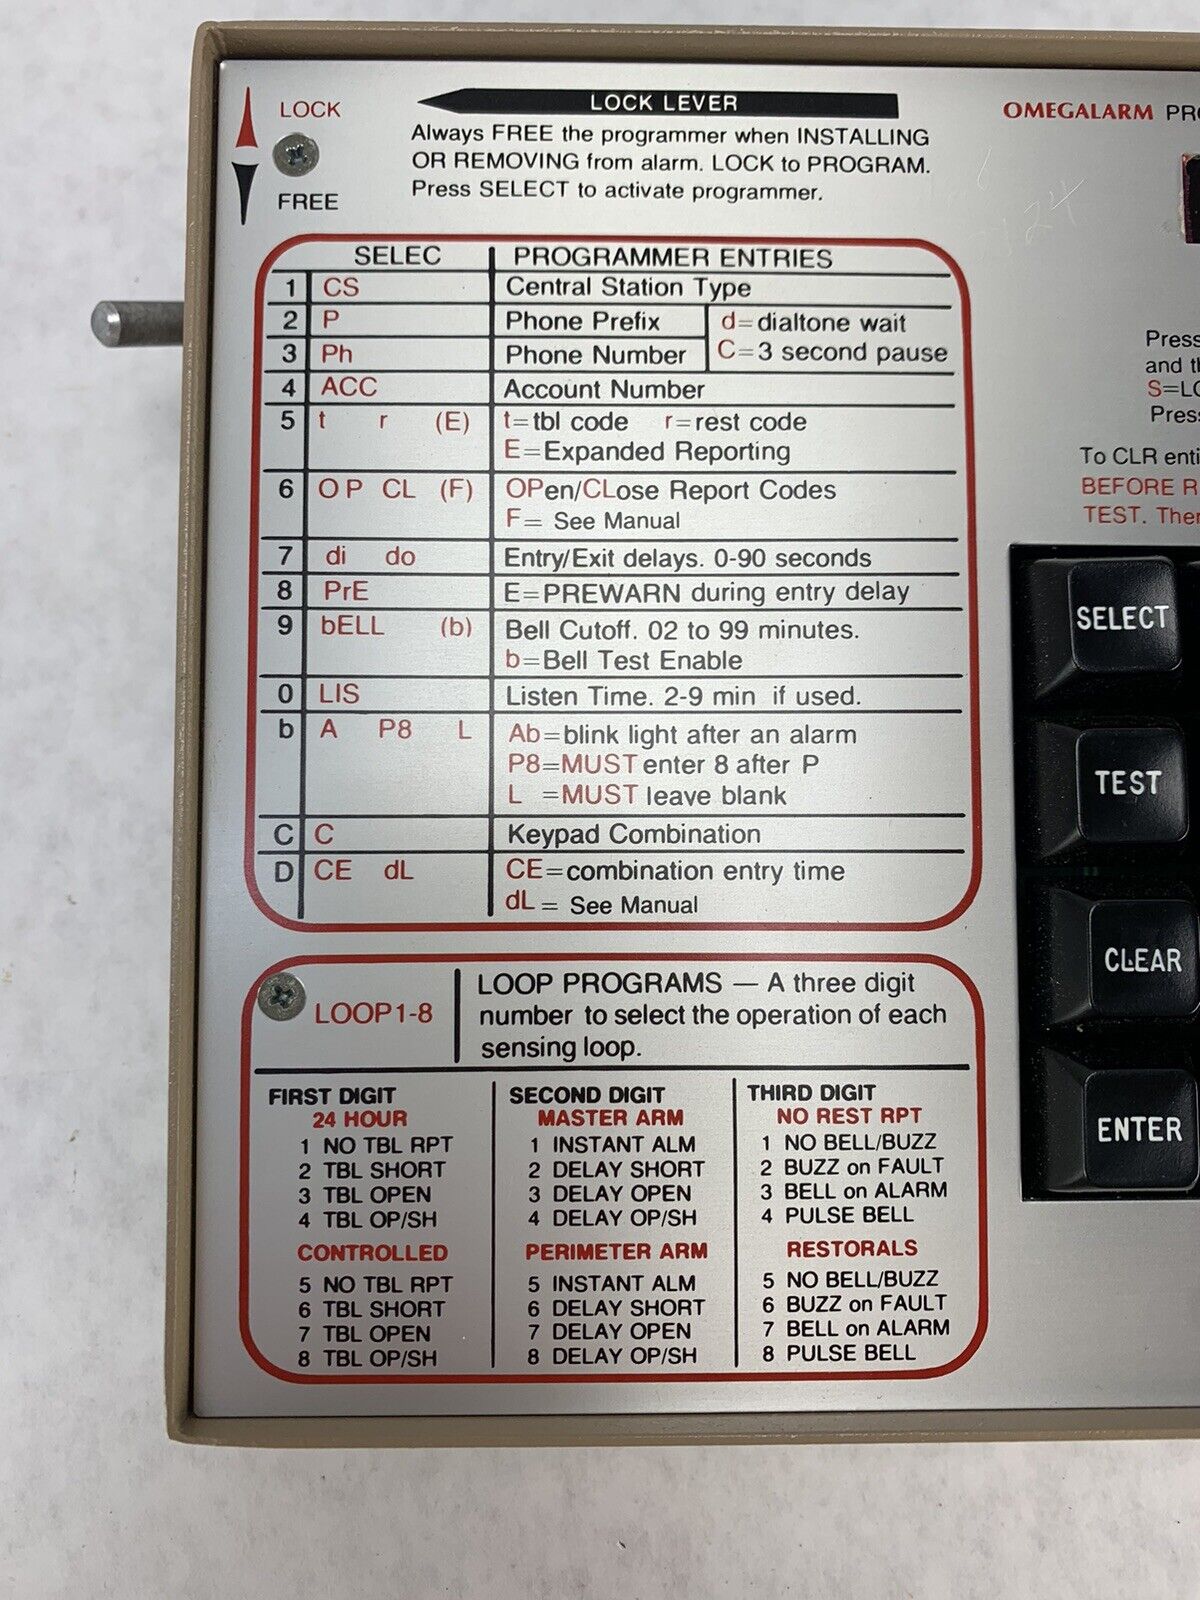 LOCK
FREE
LOCK LEVER
Always FREE the programmer when INSTALLING
OR REMOVING from alarm. LOCK to PROGRAM.
Press SELECT to activate programmer.
OMEGALARM
SELEC PROGRAMMER ENTRIES
1 CS Central Station Type
2 P Phone Prefix d=dialtone wait
3 Ph Phone Number C=3 second pause
4 ACC Account Number
5 t r (E) t=tbl code r=rest code
E=Expanded Reporting
6 OP CL (F) OPen/CLose Report Codes
F= See Manual
7 di do Entry/Exit delays. 0-90 seconds
8 PrE E=PREWARN during entry delay
9 bELL (b) Bell Cutoff. 02 to 99 minutes.
b=Bell Test Enable
0 LIS Listen Time. 2-9 min if used.
b A P8 L Ab=blink light after an alarm
P8=MUST enter 8 after P
L =MUST leave blank
C C Keypad Combination
D CE dL CE=combination entry time
dL= See Manual
LOOP1-8
LOOP PROGRAMS — A three digit
number to select the operation of each
sensing loop.
FIRST DIGIT
24 HOUR
1 NO TBL RPT
2 TBL SHORT
3 TBL OPEN
4 TBL OP/SH
CONTROLLED
5 NO TBL RPT
6 TBL SHORT
7 TBL OPEN
8 TBL OP/SH
SECOND DIGIT
MASTER ARM
1 INSTANT ALM
2 DELAY SHORT
3 DELAY OPEN
4 DELAY OP/SH
PERIMETER ARM
5 INSTANT ALM
6 DELAY SHORT
7 DELAY OPEN
8 DELAY OP/SH
THIRD DIGIT
NO REST RPT
1 NO BELL/BUZZ
2 BUZZ on FAULT
3 BELL on ALARM
4 PULSE BELL
RESTORALS
5 NO BELL/BUZZ
6 BUZZ on FAULT
7 BELL on ALARM
8 PULSE BELL
Press
and
Press
To CLR
BEFORE
TEST.
SELECT
TEST
CLEAR
ENTER